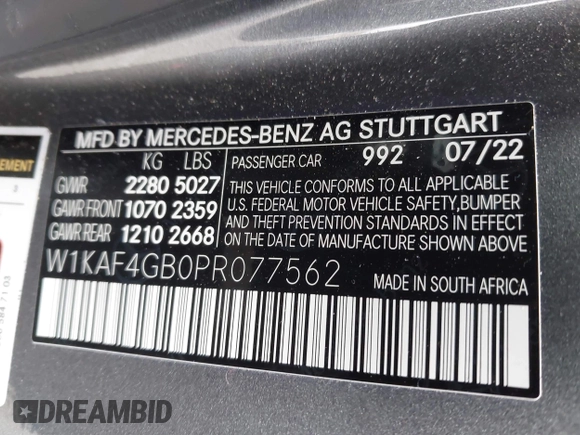 MFD BY MERCEDES-BENZ AG STUTTGART
KG LBS
PASSENGER CAR 992 07/22
GVWR 2280 5027
GAWR FRONT 1070 2359
GAWR REAR 1210 2668
THIS VEHICLE CONFORMS TO ALL APPLICABLE
U.S. FEDERAL MOTOR VEHICLE SAFETY,BUMPER
AND THEFT PREVENTION STANDARDS IN EFFECT
ON THE DATE OF MANUFACTURE SHOWN ABOVE.
W1KAF4GB0PR077562
MADE IN SOUTH AFRICA
3
DREAMBID